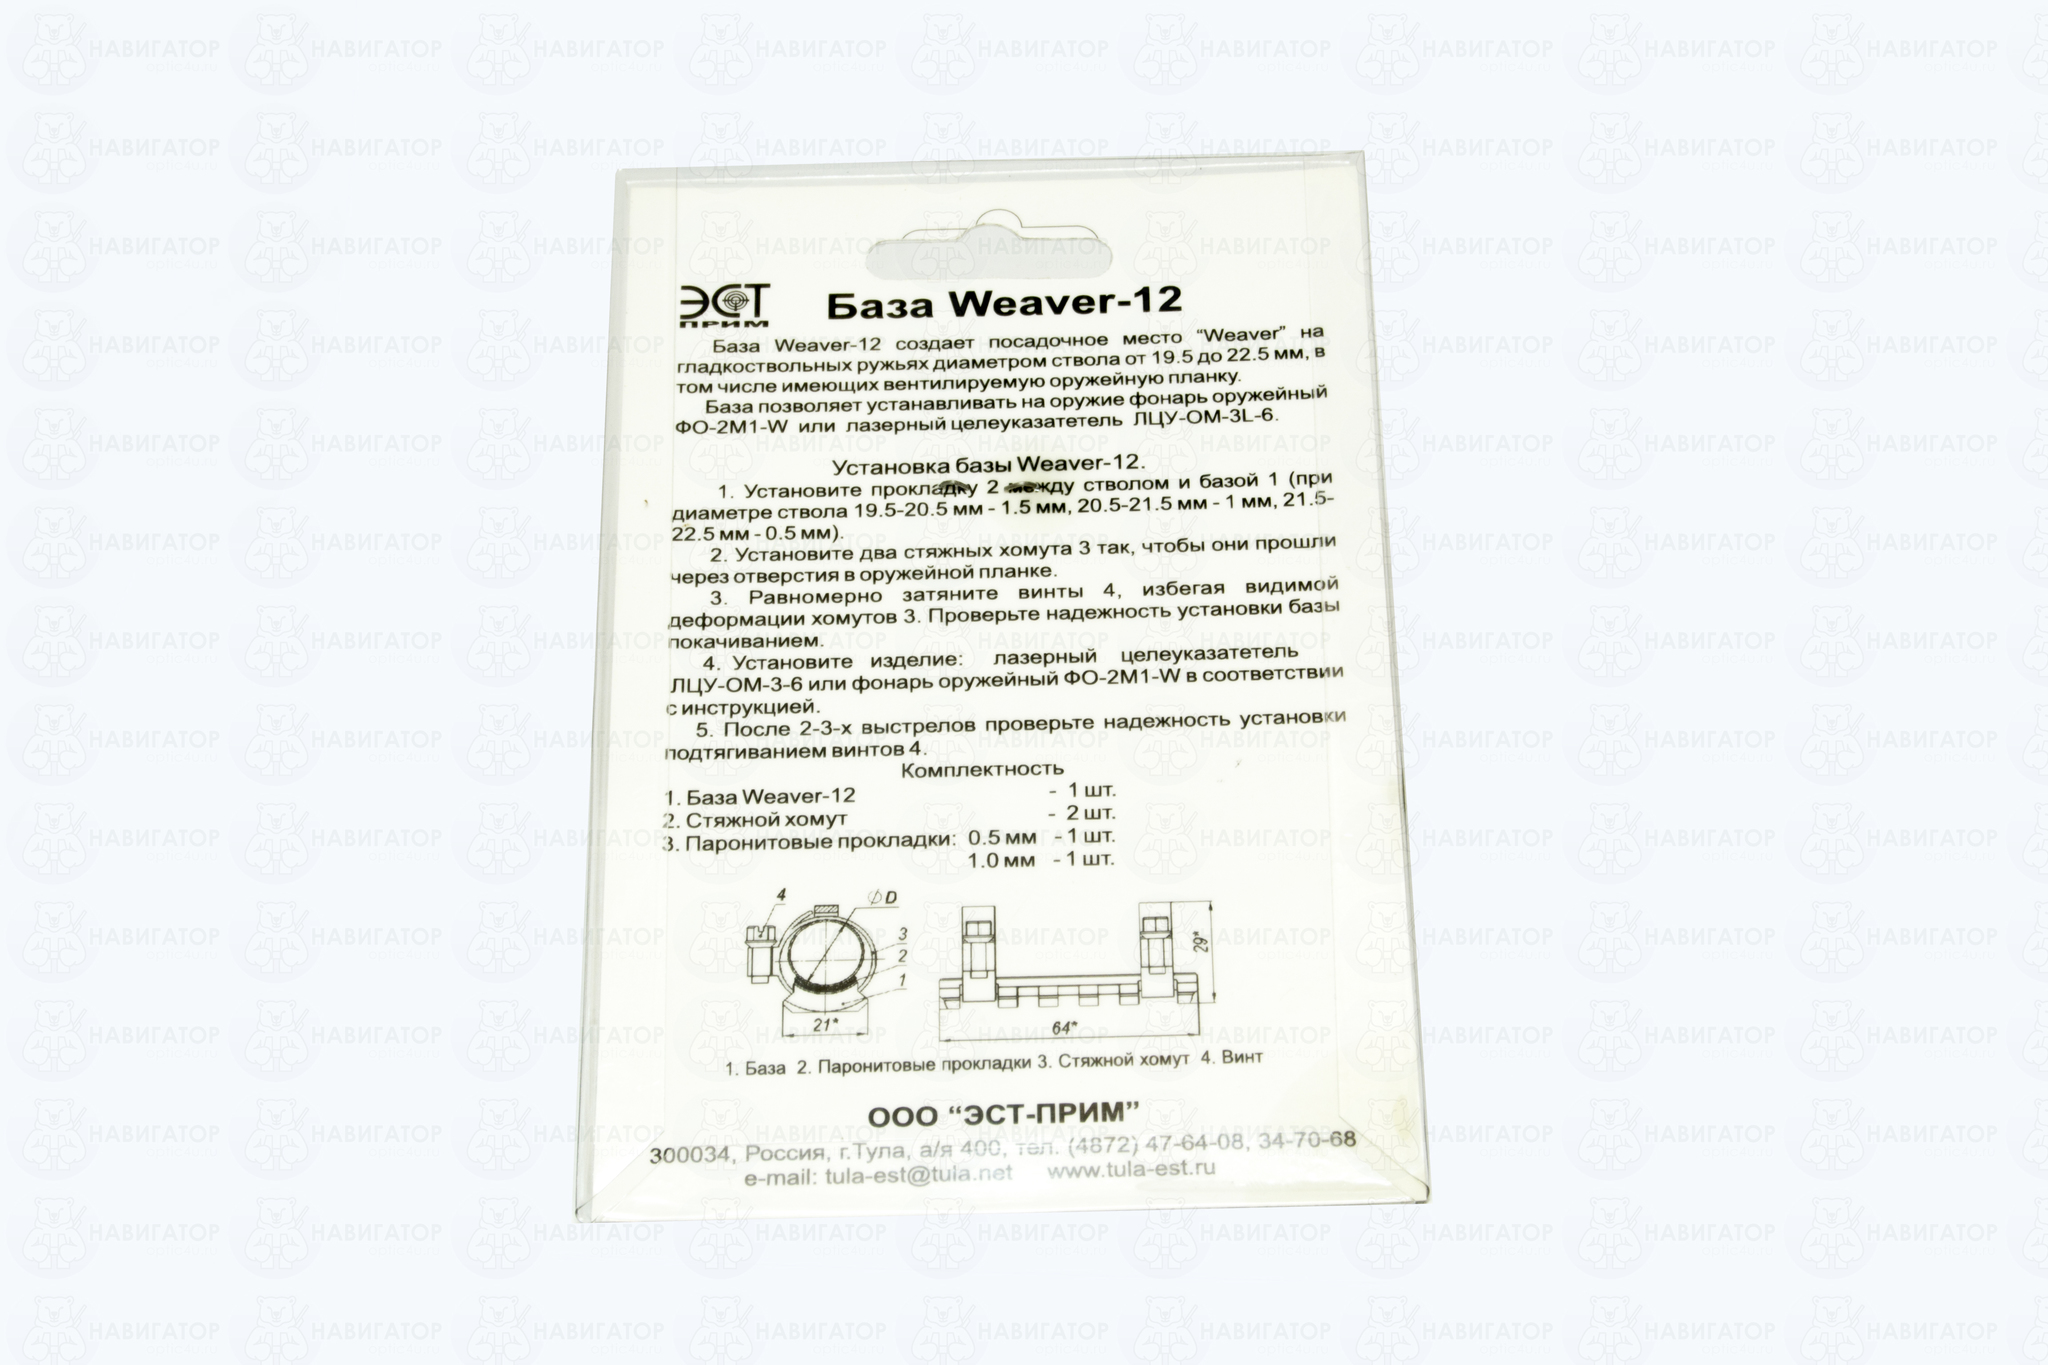 ЭСТ
ПРИМ
База Weaver-12
База Weaver-12 создает посадочное место “Weaver” на
гладкоствольных ружьях диаметром ствола от 19.5 до 22.5 мм, в
том числе имеющих вентилируемую оружейную планку.
База позволяет устанавливать на оружие фонарь оружейный
ФО-2М1-W или лазерный целеуказатетель ЛЦУ-ОМ-3L-6.
Установка базы Weaver-12.
1. Установите прокладку 2 между стволом и базой 1 (при
диаметре ствола 19.5-20.5 мм - 1.5 мм, 20.5-21.5 мм - 1 мм, 21.5-
22.5 мм - 0.5 мм).
2. Установите два стяжных хомута 3 так, чтобы они прошли
через отверстия в оружейной планке.
3. Равномерно затяните винты 4, избегая видимой
деформации хомутов 3. Проверьте надежность установки базы
покачиванием.
4. Установите изделие: лазерный целеуказатетель
ЛЦУ-ОМ-3-6 или фонарь оружейный ФО-2М1-W в соответствии
с инструкцией.
5. После 2-3-х выстрелов проверьте надежность установки
подтягиванием винтов 4.
Комплектность
1. База Weaver-12 - 1 шт.
2. Стяжной хомут - 2 шт.
3. Паронитовые прокладки: 0.5 мм - 1 шт.
1.0 мм - 1 шт.
4
ØD
3
2
1
21*
29*
64*
1. База 2. Паронитовые прокладки 3. Стяжной хомут 4. Винт
ООО “ЭСТ-ПРИМ”
300034, Россия, г.Тула, а/я 400, тел. (4872) 47-64-08, 34-70-68
e-mail: tula-est@tula.net www.tula-est.ru
НАВИГАТОР